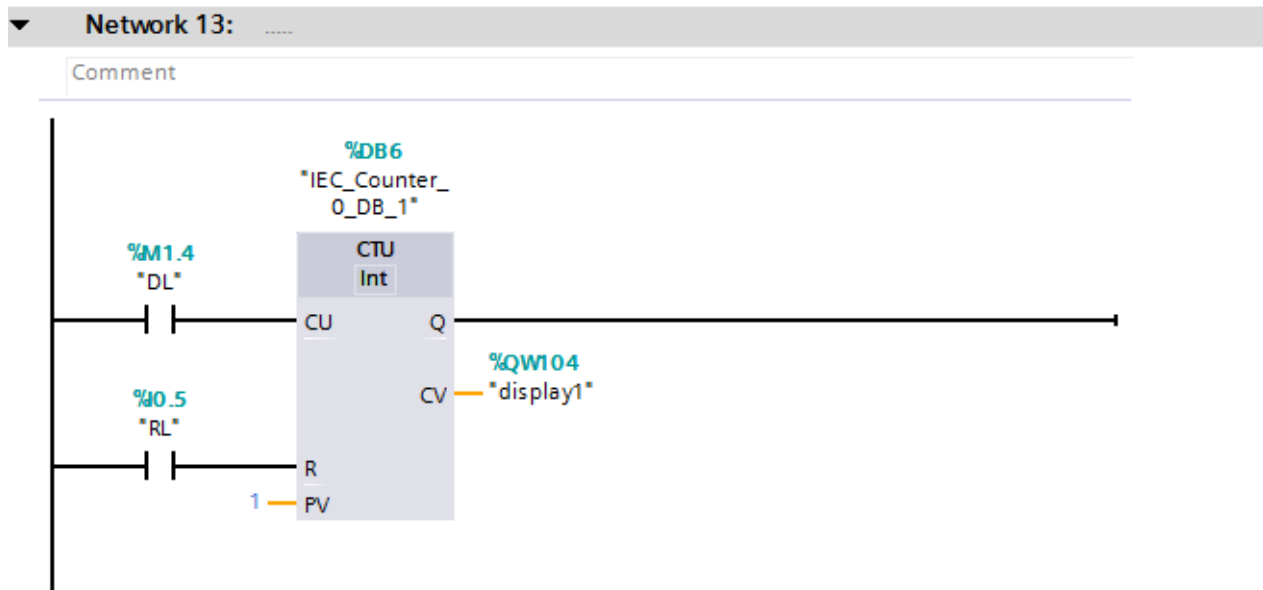 Network 13: .....
Comment
%DB6
"IEC_Counter_
0_DB_1"
CTU
Int
%M1.4
"DL"
CU
Q
%QW104
"display1"
CV
%I0.5
"RL"
R
1
PV